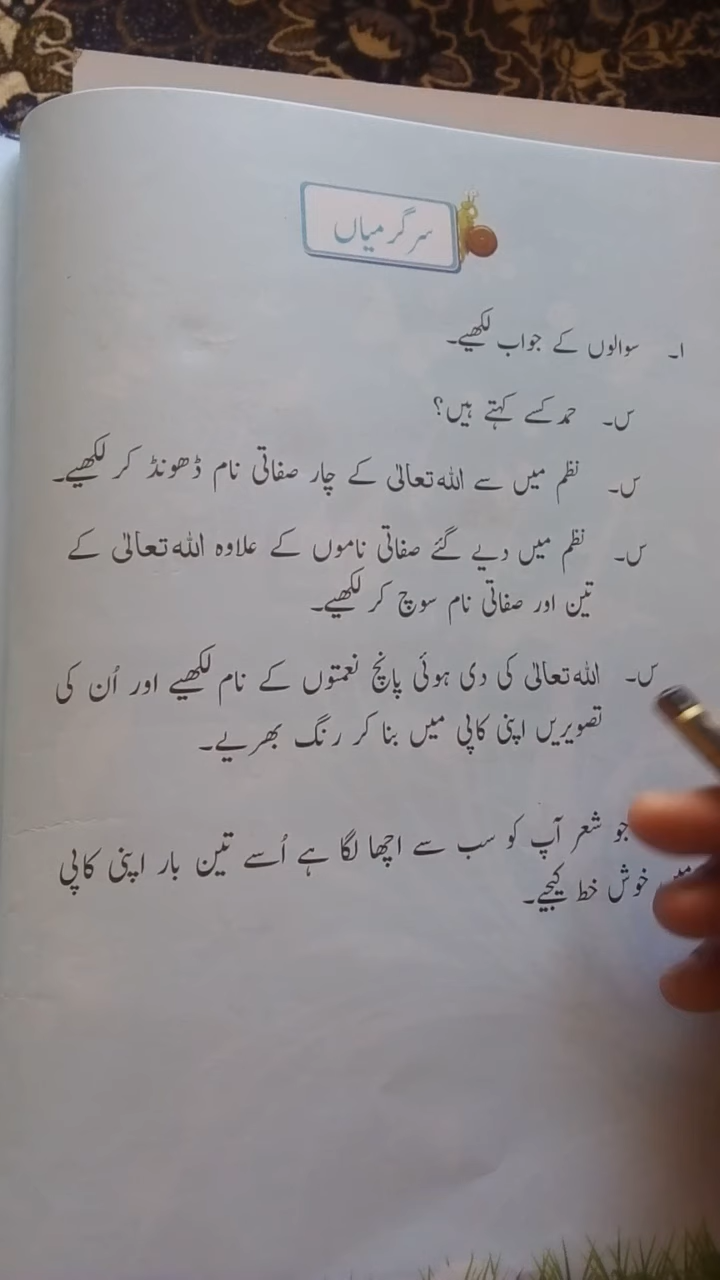 سرگرمیاں
۱۔ سوالوں کے جواب لکھیے۔
س۔ حمد کسے کہتے ہیں؟
س۔ نظم میں سے اللہ تعالیٰ کے چار صفاتی نام ڈھونڈ کر لکھیے۔
س۔ نظم میں دیے گئے صفاتی ناموں کے علاوہ اللہ تعالیٰ کے
تین اور صفاتی نام سوچ کر لکھیے۔
س۔ اللہ تعالیٰ کی دی ہوئی پانچ نعمتوں کے نام لکھیے اور اُن کی
تصویریں اپنی کاپی میں بنا کر رنگ بھریے۔
جو شعر آپ کو سب سے اچھا لگا ہے اُسے تین بار اپنی کاپی
میں خوش خط کیجیے۔